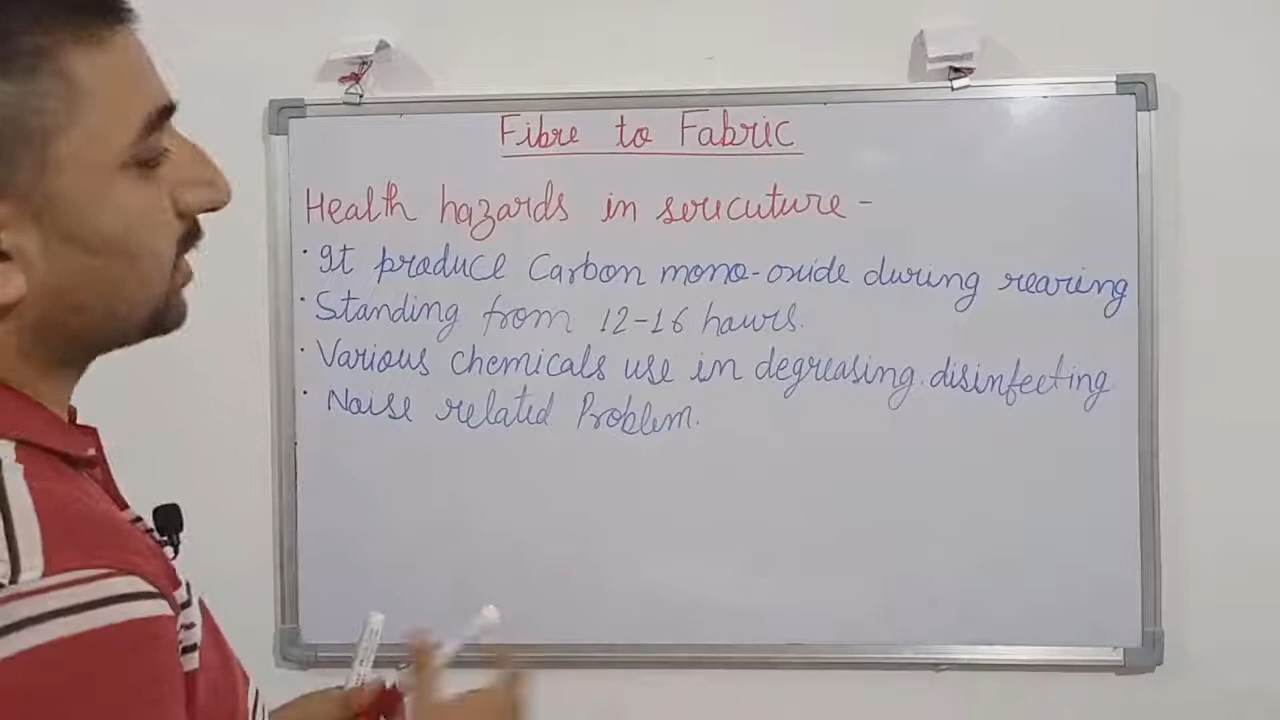 Fibre to Fabric
Health hazards in sericuture -
· It produce Carbon mono-oxide during rearing
· Standing from 12-16 hours.
· Various chemicals use in degreasing. disinfecting.
· Noise related Problem.